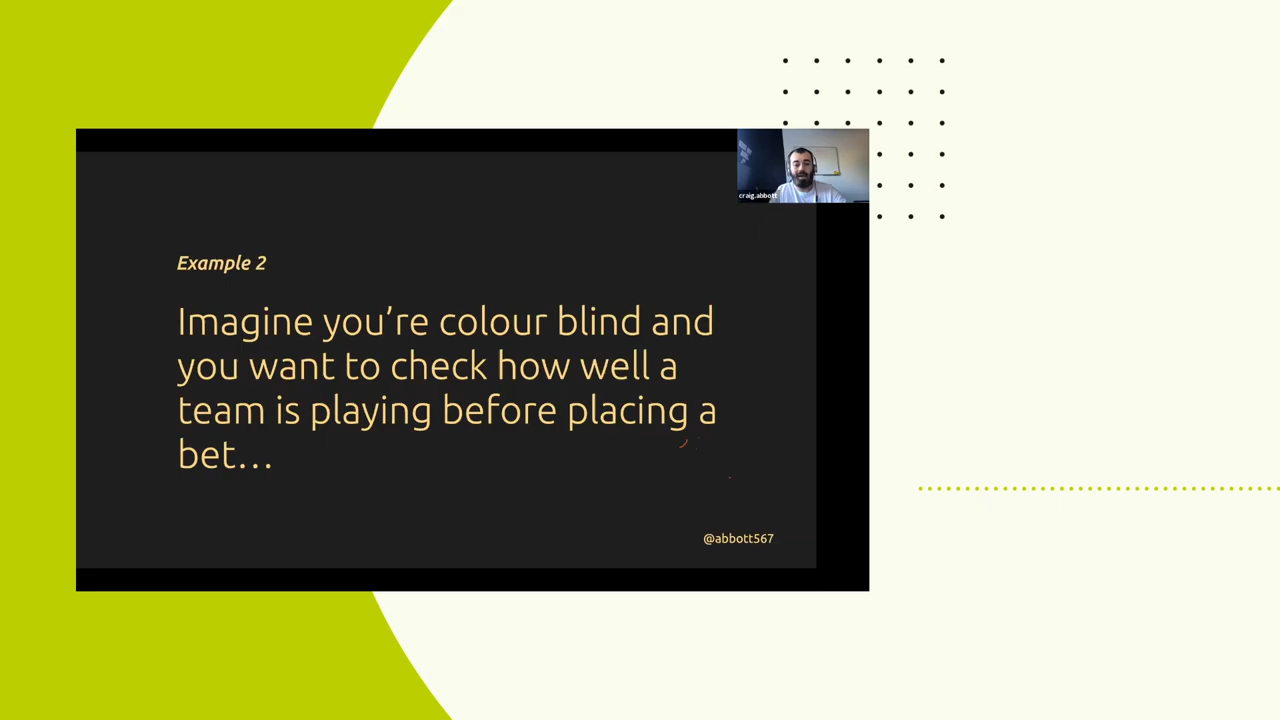 craig.abbott
Example 2
Imagine you’re colour blind and
you want to check how well a
team is playing before placing a
bet…
@abbott567